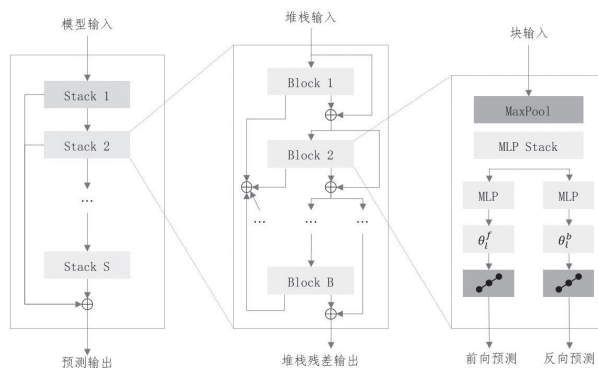 模型输入
Stack 1
Stack 2
...
Stack S
预测输出
堆栈输入
Block 1
Block 2
... ... ...
Block B
堆栈残差输出
块输入
MaxPool
MLP Stack
MLP MLP
θ_l^f θ_l^b
前向预测 反向预测